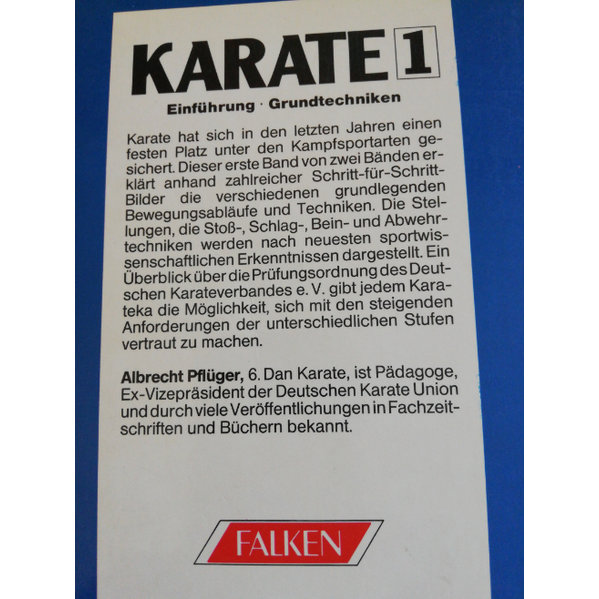 KARATE 1
Einführung · Grundtechniken
Karate hat sich in den letzten Jahren einen
festen Platz unter den Kampfsportarten ge-
sichert. Dieser erste Band von zwei Bänden er-
klärt anhand zahlreicher Schritt-für-Schritt-
Bilder die verschiedenen grundlegenden
Bewegungsabläufe und Techniken. Die Stel-
lungen, die Stoß-, Schlag-, Bein- und Abwehr-
techniken werden nach neuesten sportwis-
senschaftlichen Erkenntnissen dargestellt. Ein
Überblick über die Prüfungsordnung des Deut-
schen Karateverbandes e. V. gibt jedem Kara-
teka die Möglichkeit, sich mit den steigenden
Anforderungen der unterschiedlichen Stufen
vertraut zu machen.
Albrecht Pflüger, 6. Dan Karate, ist Pädagoge,
Ex-Vizepräsident der Deutschen Karate Union
und durch viele Veröffentlichungen in Fachzeit-
schriften und Büchern bekannt.
FALKEN